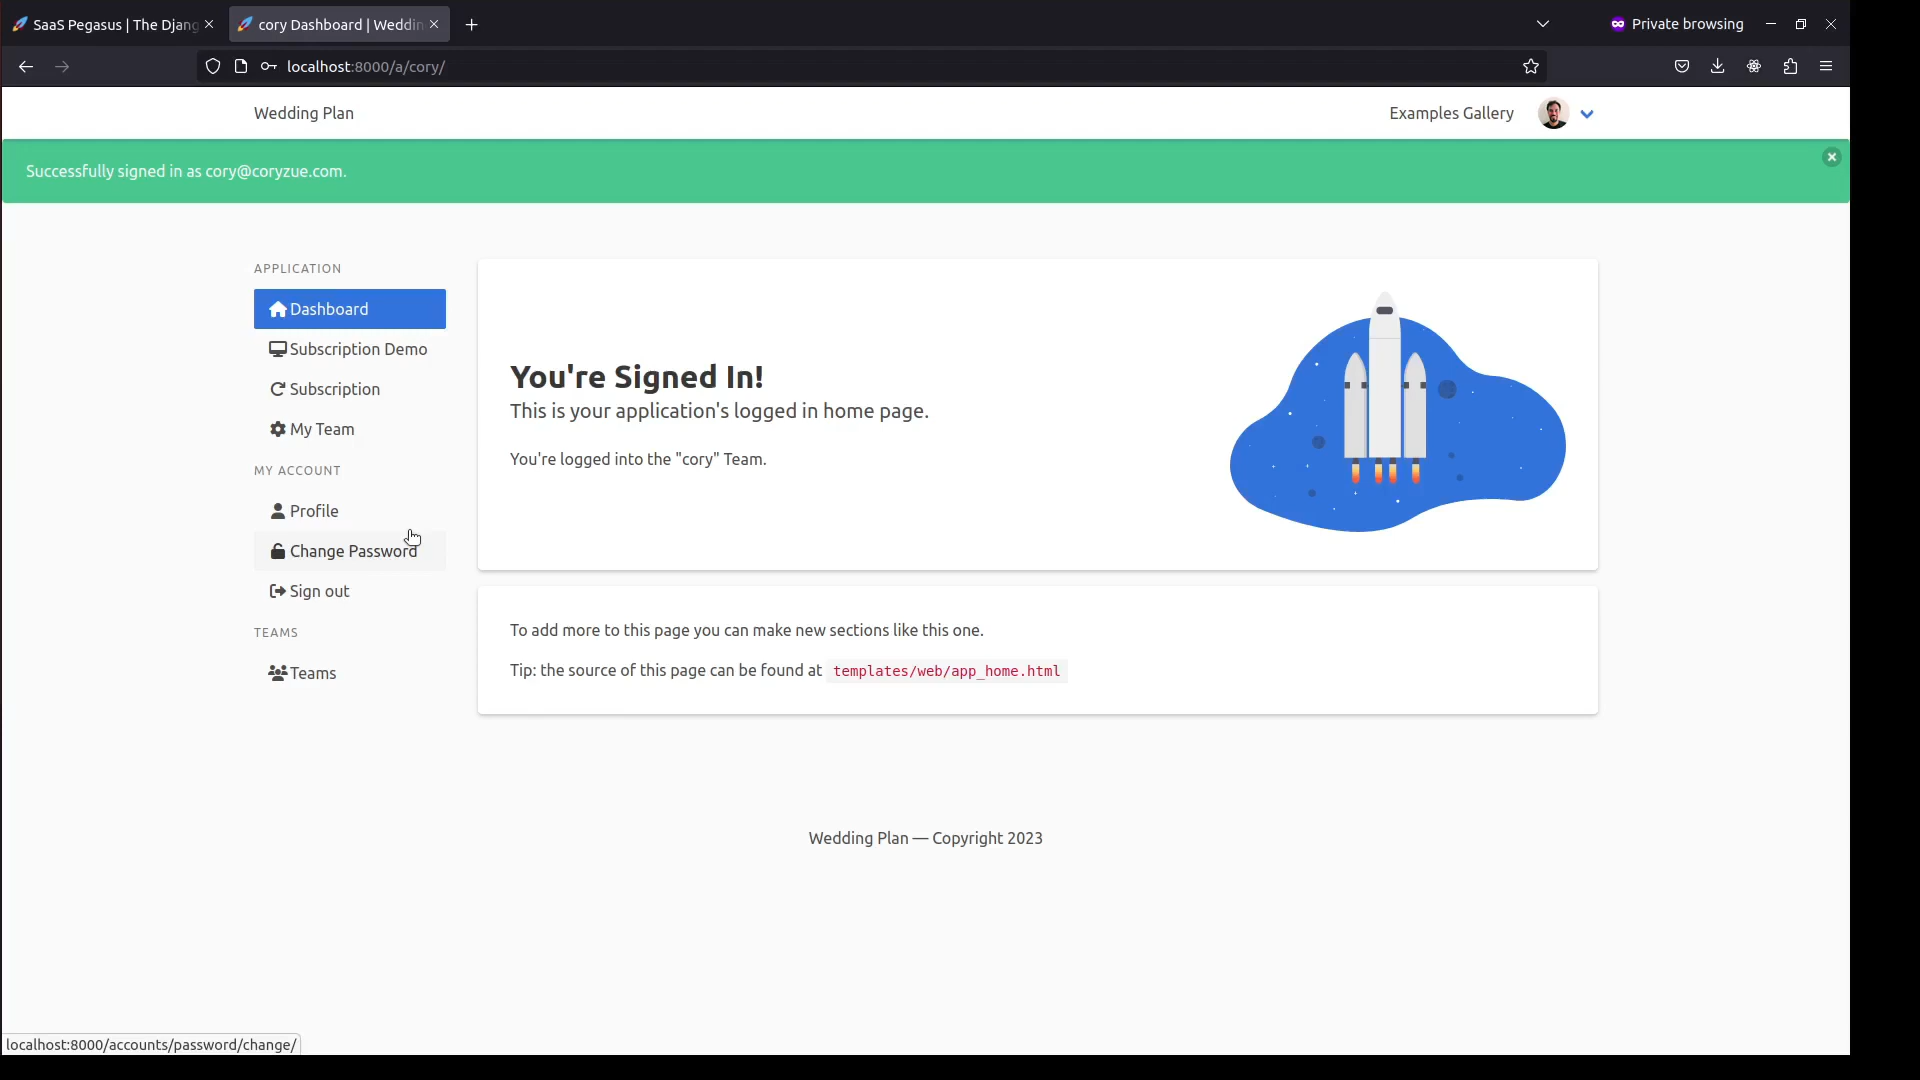 SaaS Pegasus | The Djang
cory Dashboard | Weddin
Private browsing
localhost:8000/a/cory/
Wedding Plan
Examples Gallery
Successfully signed in as cory@coryzue.com.
APPLICATION
Dashboard
Subscription Demo
Subscription
My Team
MY ACCOUNT
Profile
Change Password
Sign out
TEAMS
Teams
You're Signed In!
This is your application's logged in home page.
You're logged into the "cory" Team.
To add more to this page you can make new sections like this one.
Tip: the source of this page can be found at templates/web/app_home.html
Wedding Plan — Copyright 2023
localhost:8000/accounts/password/change/